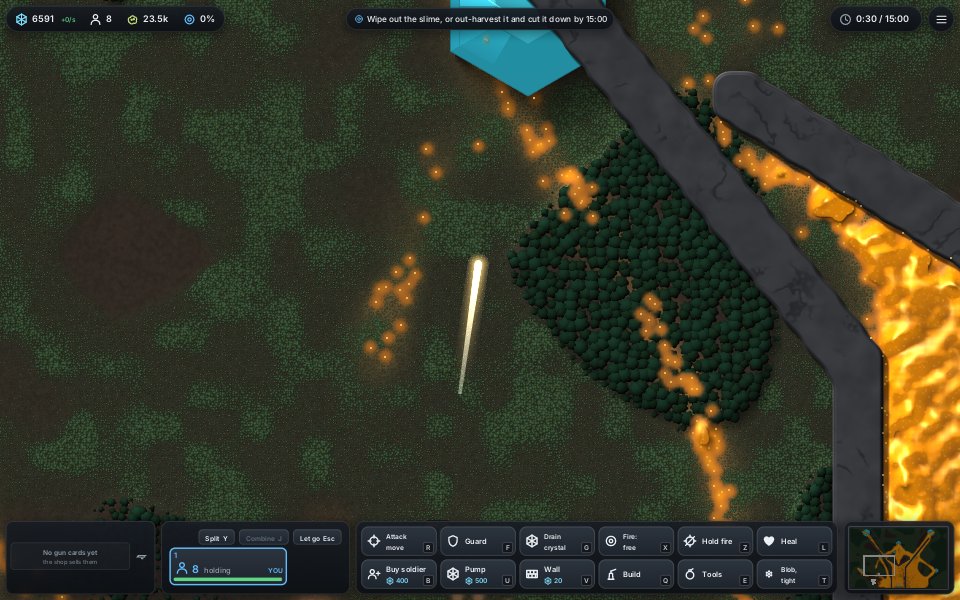 6591 +0/s 8 23.5k 0%
Wipe out the slime, or out-harvest it and cut it down by 15:00
0:30 / 15:00
No gun cards yet
the shop sells them
Split Y Combine J Let go Esc
1
8 holding YOU
Attack move R
Guard F
Drain crystal G
Fire: free X
Hold fire Z
Heal L
Buy soldier 400 B
Pump 500 U
Wall 20 V
Build Q
Tools E
Blob, tight T